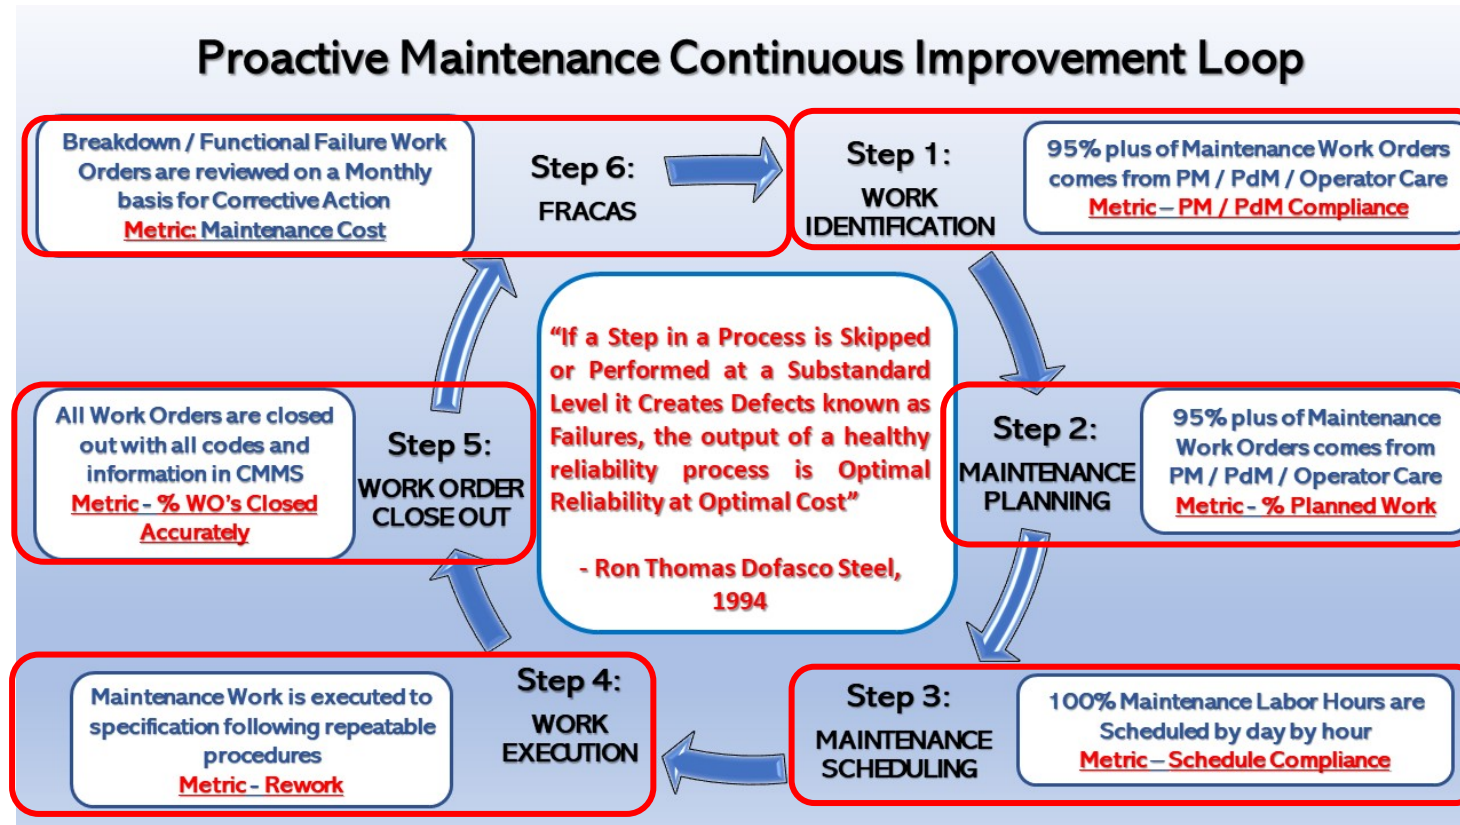 Proactive Maintenance Continuous Improvement Loop
Breakdown / Functional Failure Work
Orders are reviewed on a Monthly
basis for Corrective Action
Metric: Maintenance Cost
Step 6:
FRACAS
Step 1:
WORK
IDENTIFICATION
95% plus of Maintenance Work Orders
comes from PM / PdM / Operator Care
Metric – PM / PdM Compliance
"If a Step in a Process is Skipped
or Performed at a Substandard
Level it Creates Defects known as
Failures, the output of a healthy
reliability process is Optimal
Reliability at Optimal Cost"
- Ron Thomas Dofasco Steel,
1994
All Work Orders are closed
out with all codes and
information in CMMS
Metric - % WO's Closed
Accurately
Step 5:
WORK ORDER
CLOSE OUT
Step 2:
MAINTENANCE
PLANNING
95% plus of Maintenance
Work Orders comes from
PM / PdM / Operator Care
Metric - % Planned Work
Maintenance Work is executed to
specification following repeatable
procedures
Metric - Rework
Step 4:
WORK
EXECUTION
Step 3:
MAINTENANCE
SCHEDULING
100% Maintenance Labor Hours are
Scheduled by day by hour
Metric – Schedule Compliance